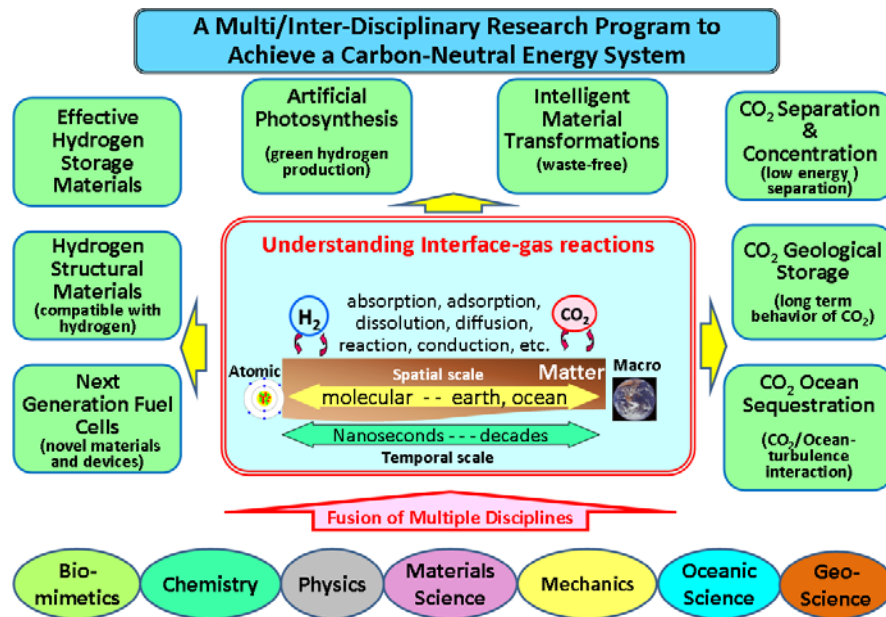 A Multi/Inter-Disciplinary Research Program to
Achieve a Carbon-Neutral Energy System
Effective
Hydrogen
Storage
Materials
Artificial
Photosynthesis
(green hydrogen
production)
Intelligent
Material
Transformations
(waste-free)
CO₂ Separation
&
Concentration
(low energy )
separation)
Hydrogen
Structural
Materials
(compatible with
hydrogen)
Next
Generation Fuel
Cells
(novel materials
and devices)
Understanding Interface-gas reactions
H₂
absorption, adsorption,
dissolution, diffusion,
reaction, conduction, etc.
CO₂
Atomic
Spatial scale
Matter
Macro
molecular - - earth, ocean
Nanoseconds - - - decades
Temporal scale
CO₂ Geological
Storage
(long term
behavior of CO₂)
CO₂ Ocean
Sequestration
(CO₂/Ocean-
turbulence
interaction)
Fusion of Multiple Disciplines
Bio-
mimetics
Chemistry
Physics
Materials
Science
Mechanics
Oceanic
Science
Geo-
Science